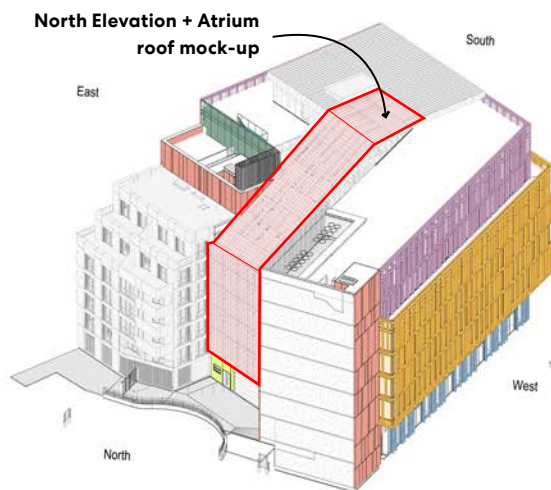 North Elevation + Atrium
roof mock-up
South
East
West
North